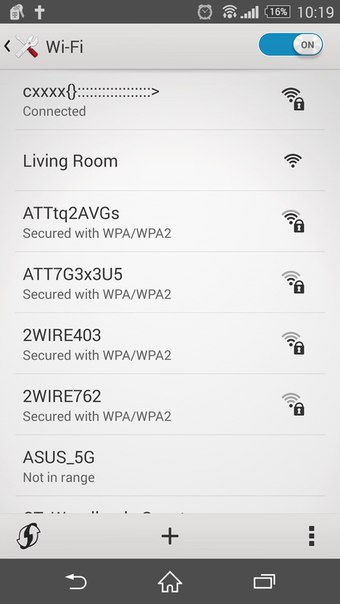 16% 10:19
Wi-Fi ON
cxxxx{}::::::::::::::::::>
Connected
Living Room
ATTtq2AVGs
Secured with WPA/WPA2
ATT7G3x3U5
Secured with WPA/WPA2
2WIRE403
Secured with WPA/WPA2
2WIRE762
Secured with WPA/WPA2
ASUS_5G
Not in range